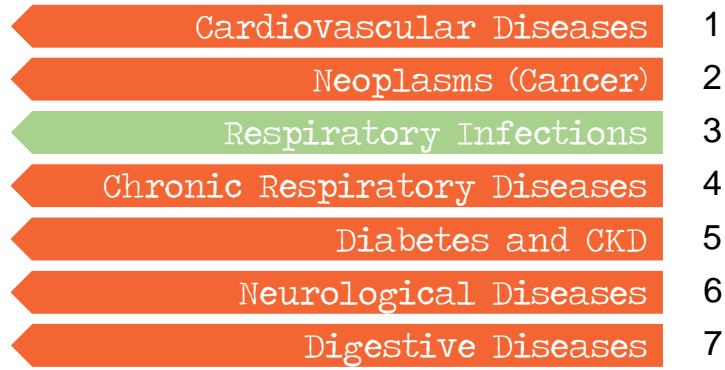 Cardiovascular Diseases 1
Neoplasms (Cancer) 2
Respiratory Infections 3
Chronic Respiratory Diseases 4
Diabetes and CKD 5
Neurological Diseases 6
Digestive Diseases 7